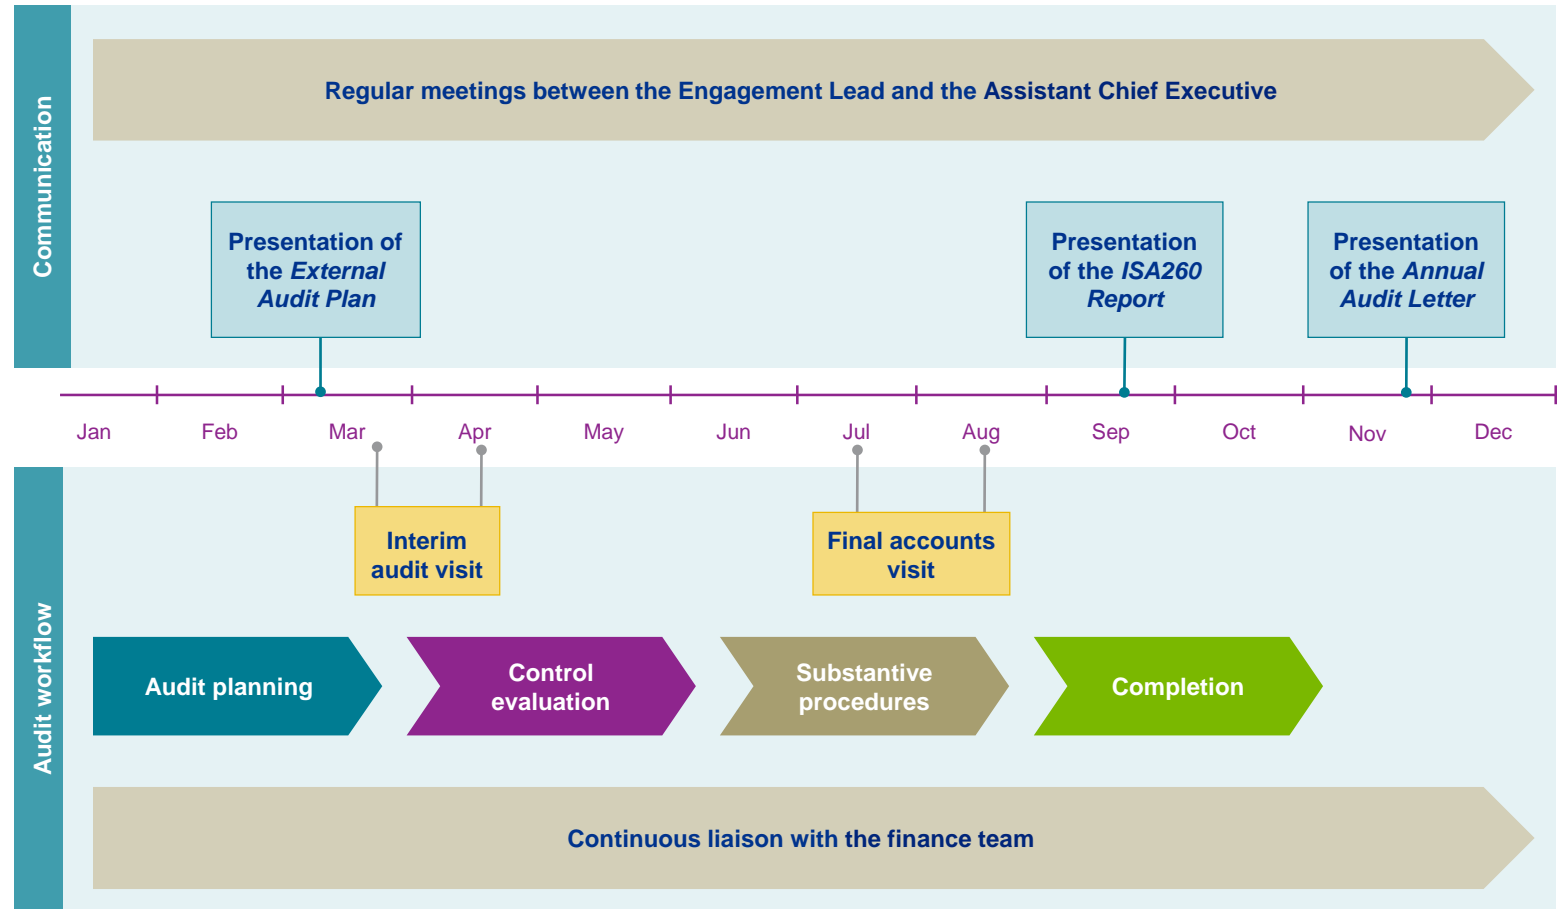 Communication
Regular meetings between the Engagement Lead and the Assistant Chief Executive
Presentation of
the External
Audit Plan
Presentation
of the ISA260
Report
Presentation
of the Annual
Audit Letter
Jan Feb Mar Apr May Jun Jul Aug Sep Oct Nov Dec
Audit workflow
Interim
audit visit
Final accounts
visit
Audit planning
Control
evaluation
Substantive
procedures
Completion
Continuous liaison with the finance team